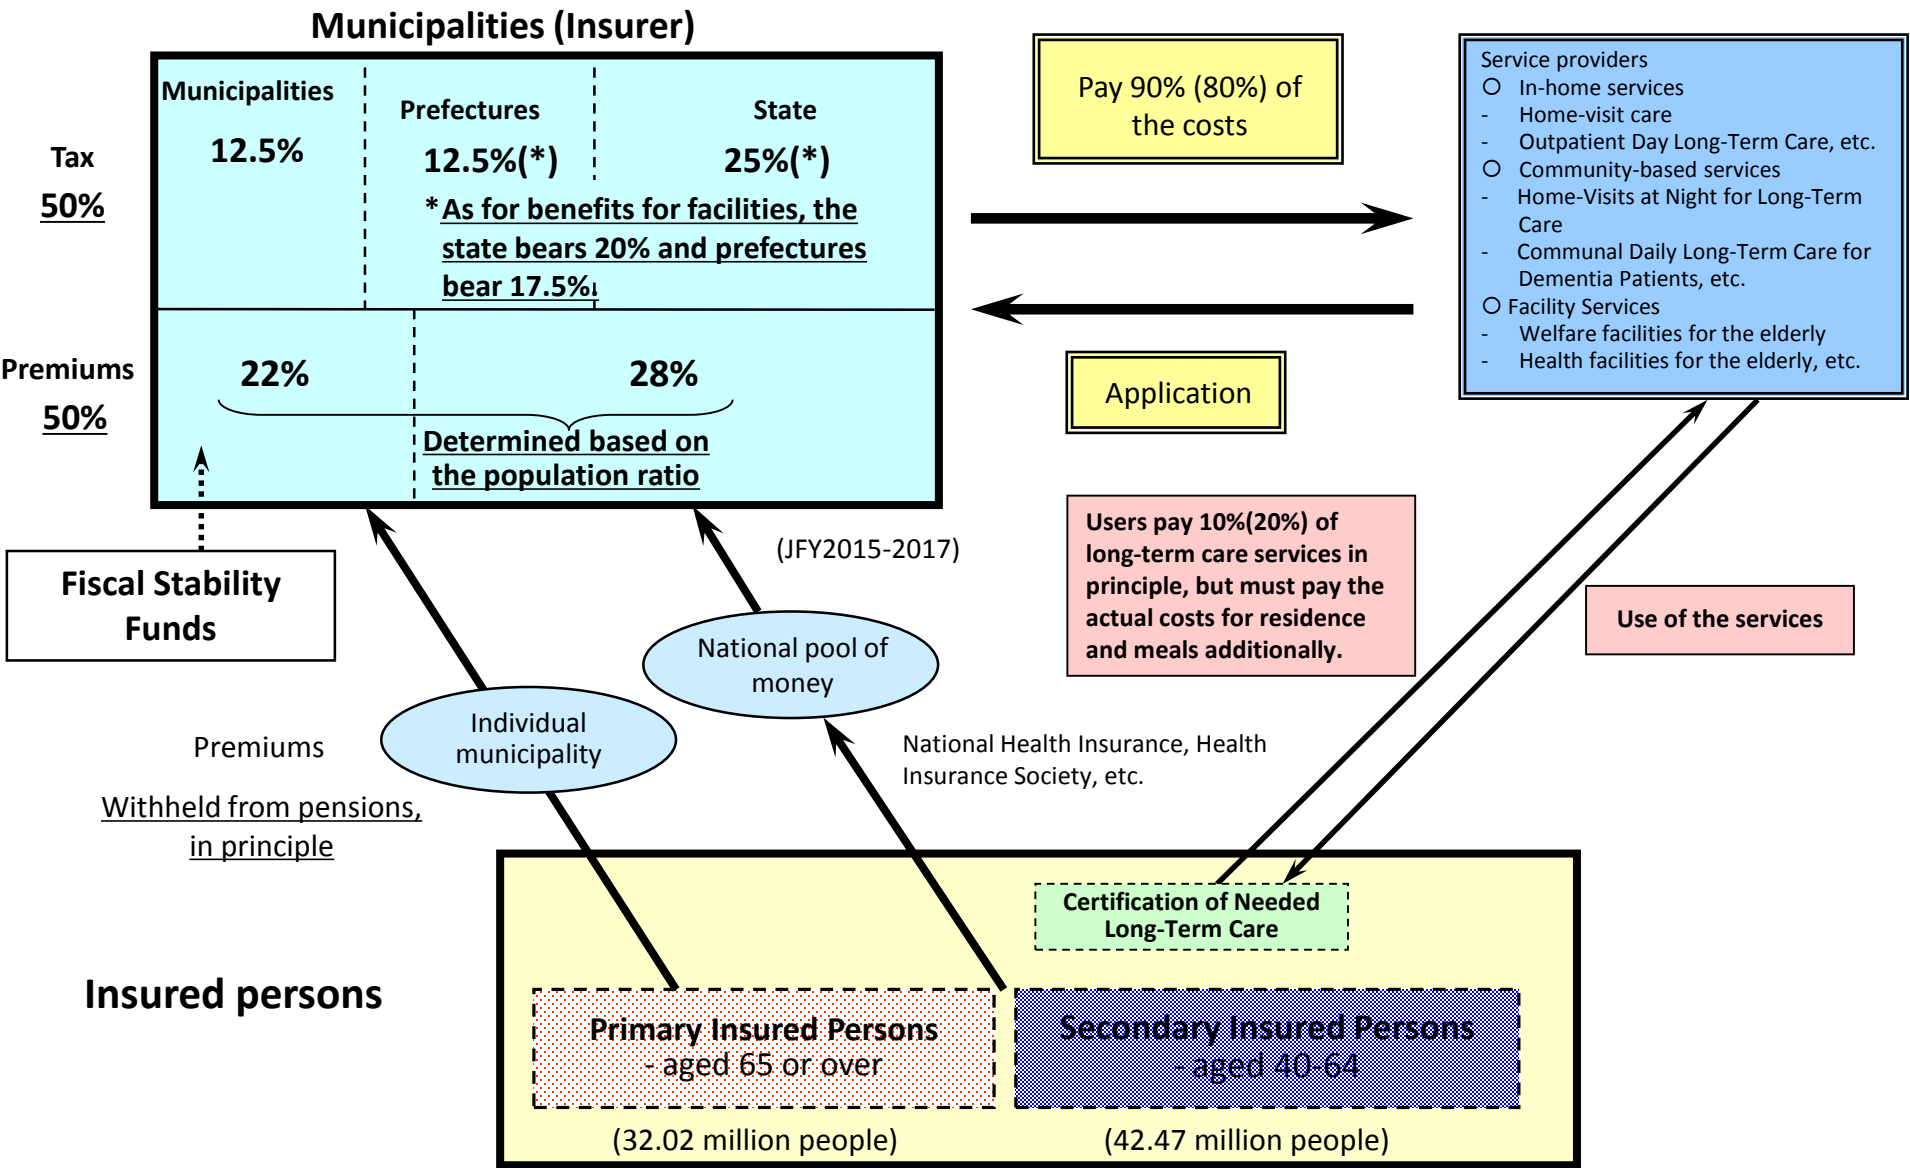 Municipalities (Insurer)
Tax
50%
Municipalities
12.5%
Prefectures
12.5%(*)
State
25%(*)
*As for benefits for facilities, the
state bears 20% and prefectures
bear 17.5%.
Premiums
50%
22%
28%
Determined based on
the population ratio
Pay 90% (80%) of
the costs
Application
Service providers
○ In-home services
- Home-visit care
- Outpatient Day Long-Term Care, etc.
○ Community-based services
- Home-Visits at Night for Long-Term
Care
- Communal Daily Long-Term Care for
Dementia Patients, etc.
○ Facility Services
- Welfare facilities for the elderly
- Health facilities for the elderly, etc.
Fiscal Stability
Funds
(JFY2015-2017)
Users pay 10%(20%) of
long-term care services in
principle, but must pay the
actual costs for residence
and meals additionally.
Use of the services
National pool of
money
Individual
municipality
Premiums
Withheld from pensions,
in principle
National Health Insurance, Health
Insurance Society, etc.
Certification of Needed
Long-Term Care
Insured persons
Primary Insured Persons
- aged 65 or over
(32.02 million people)
Secondary Insured Persons
- aged 40-64
(42.47 million people)